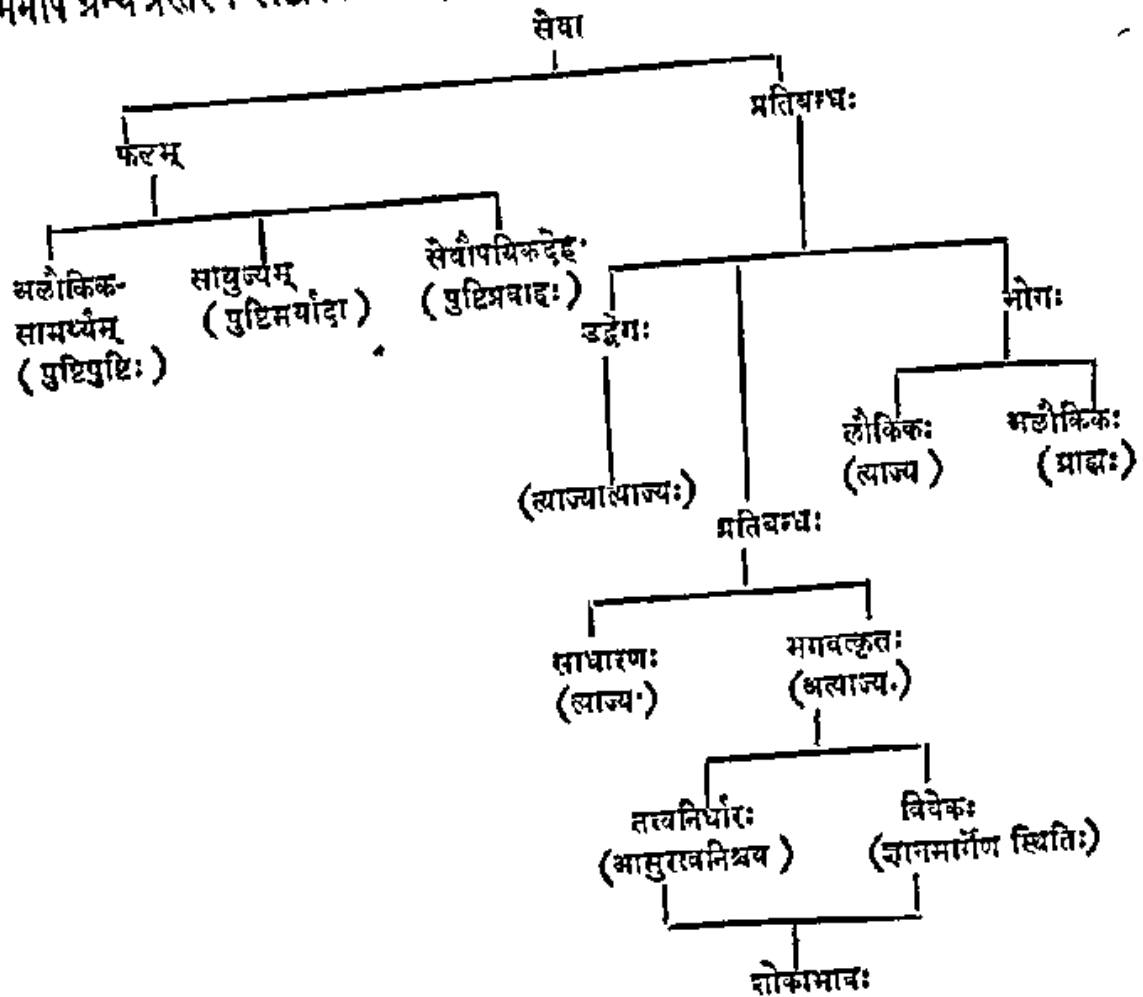 सेवा
प्रतिबन्धः
फलम्
अलौकिक-
सामर्थ्यम्
(पुष्टिपुष्टिः)
सायुज्यम्
(पुष्टिमर्यादा)
सेवौपयिकदेह·
(पुष्टिप्रवाहः)
उद्वेगः
(त्याज्यात्याज्यः)
भोगः
लौकिकः
(त्याज्य)
अलौकिकः
(ग्राह्यः)
प्रतिबन्धः
साधारणः
(त्याज्य·)
भगवत्कृतः
(अत्याज्य·)
तत्त्वनिर्धारः
(आसुरत्वनिश्चय)
विवेकः
(ज्ञानमार्गेण स्थितिः)
शोकाभावः